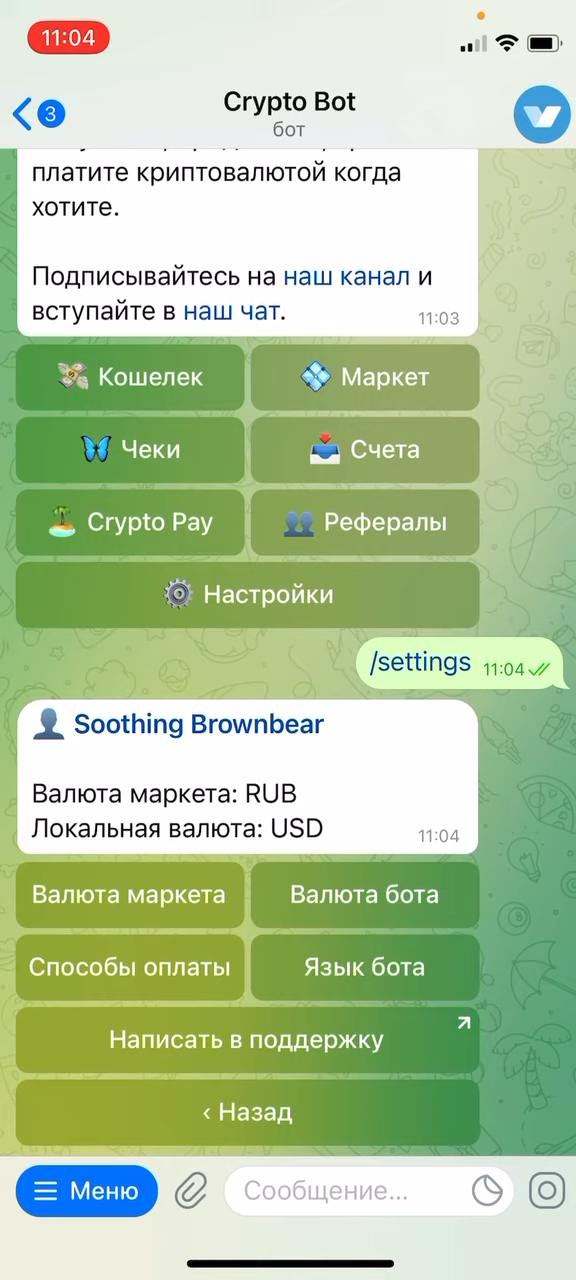 11:04
3
Crypto Bot
бот
платите криптовалютой когда
хотите.
Подписывайтесь на наш канал и
вступайте в наш чат.
11:03
Кошелек
Маркет
Чеки
Счета
Crypto Pay
Рефералы
Настройки
/settings 11:04
Soothing Brownbear
Валюта маркета: RUB
Локальная валюта: USD
11:04
Валюта маркета
Валюта бота
Способы оплаты
Язык бота
Написать в поддержку
‹ Назад
Меню
Сообщение...